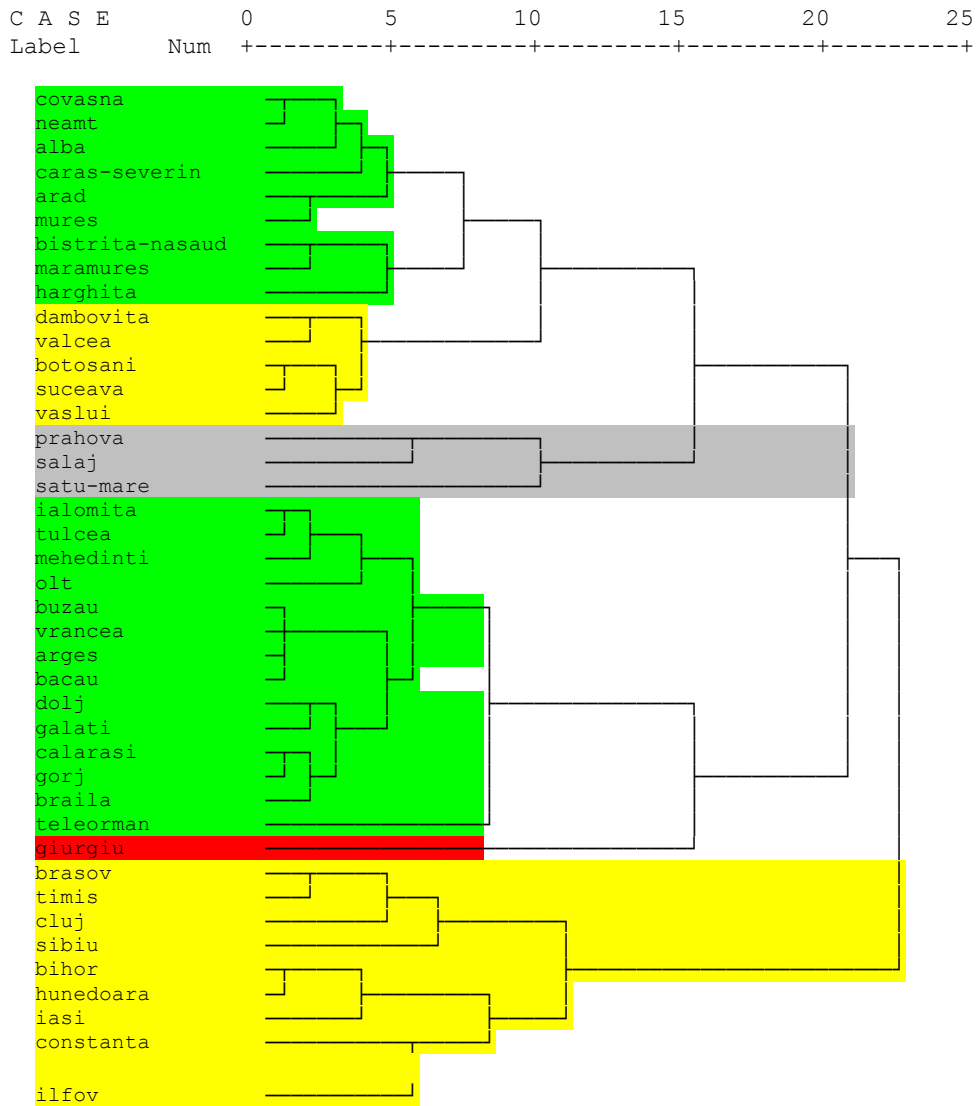 C A S E 0 5 10 15 20 25
Label Num +---------+---------+---------+---------+---------+
covasna
neamt
alba
caras-severin
arad
mures
bistrita-nasaud
maramures
harghita
dambovita
valcea
botosani
suceava
vaslui
prahova
salaj
satu-mare
ialomita
tulcea
mehedinti
olt
buzau
vrancea
arges
bacau
dolj
galati
calarasi
gorj
braila
teleorman
giurgiu
brasov
timis
cluj
sibiu
bihor
hunedoara
iasi
constanta
ilfov